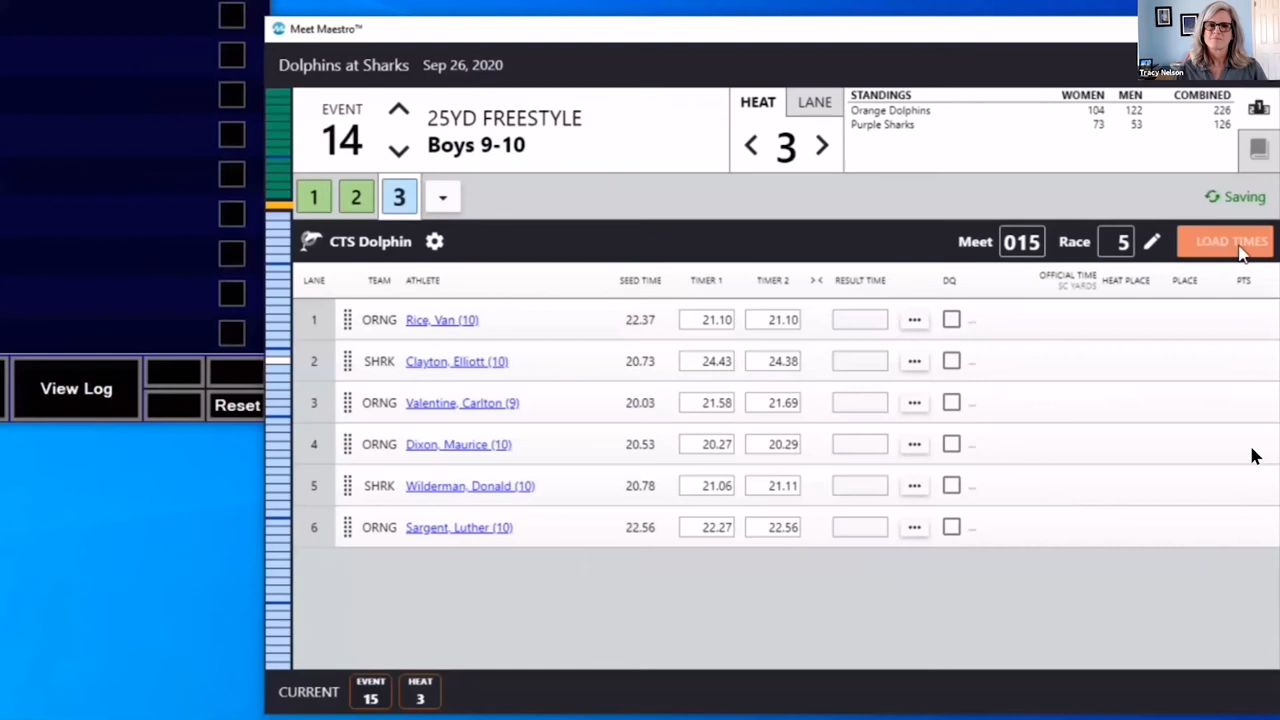 Meet Maestro™
Tracy Nelson
Dolphins at Sharks Sep 26, 2020
EVENT
14
25YD FREESTYLE
Boys 9-10
HEAT LANE
3
STANDINGS WOMEN MEN COMBINED
Orange Dolphins 104 122 226
Purple Sharks 73 53 126
1 2 3
Saving
CTS Dolphin
Meet 015 Race 5 LOAD TIMES
LANE TEAM ATHLETE SEED TIME TIMER 1 TIMER 2 >< RESULT TIME DQ OFFICIAL TIME SC YARDS HEAT PLACE PLACE PTS
1 ORNG Rice, Van (10) 22.37 21.10 21.10 ••• ...
2 SHRK Clayton, Elliott (10) 20.73 24.43 24.38 ••• ...
3 ORNG Valentine, Carlton (9) 20.03 21.58 21.69 ••• ...
4 ORNG Dixon, Maurice (10) 20.53 20.27 20.29 ••• ...
5 SHRK Wilderman, Donald (10) 20.78 21.06 21.11 ••• ...
6 ORNG Sargent, Luther (10) 22.56 22.27 22.56 ••• ...
View Log
Reset
CURRENT EVENT 15 HEAT 3